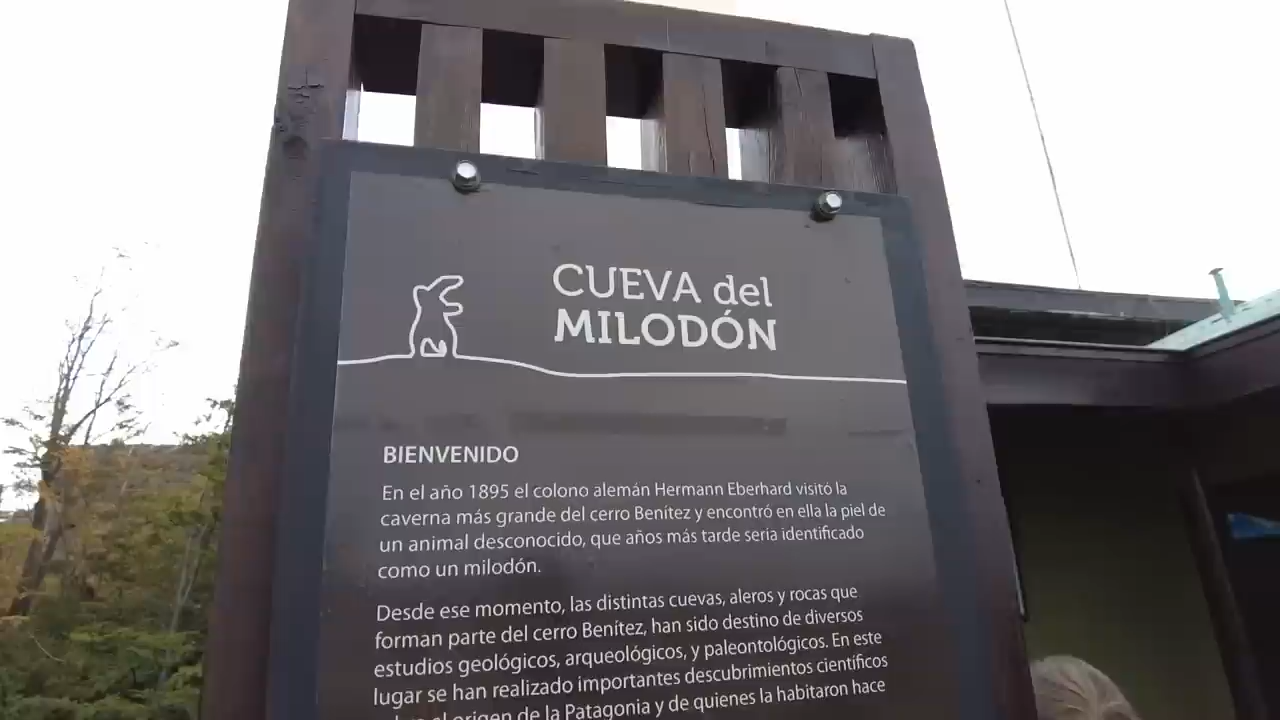 CUEVA del
MILODÓN
BIENVENIDO
En el año 1895 el colono alemán Hermann Eberhard visitó la
caverna más grande del cerro Benítez y encontró en ella la piel de
un animal desconocido, que años más tarde seria identificado
como un milodón.
Desde ese momento, las distintas cuevas, aleros y rocas que
forman parte del cerro Benítez, han sido destino de diversos
estudios geológicos, arqueológicos, y paleontológicos. En este
lugar se han realizado importantes descubrimientos científicos
el origen de la Patagonia y de quienes la habitaron hace